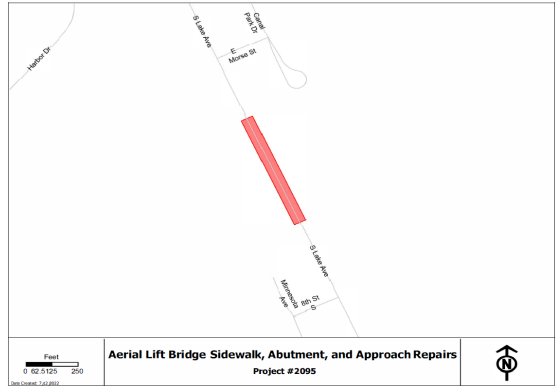 Harbor Dr
S Lake Ave
Canal
Park Dr
E
Morse St
S Lake Ave
Minnesota
Ave
8th St
S
Feet
0 62.5125 250
Aerial Lift Bridge Sidewalk, Abutment, and Approach Repairs
Project #2095
N